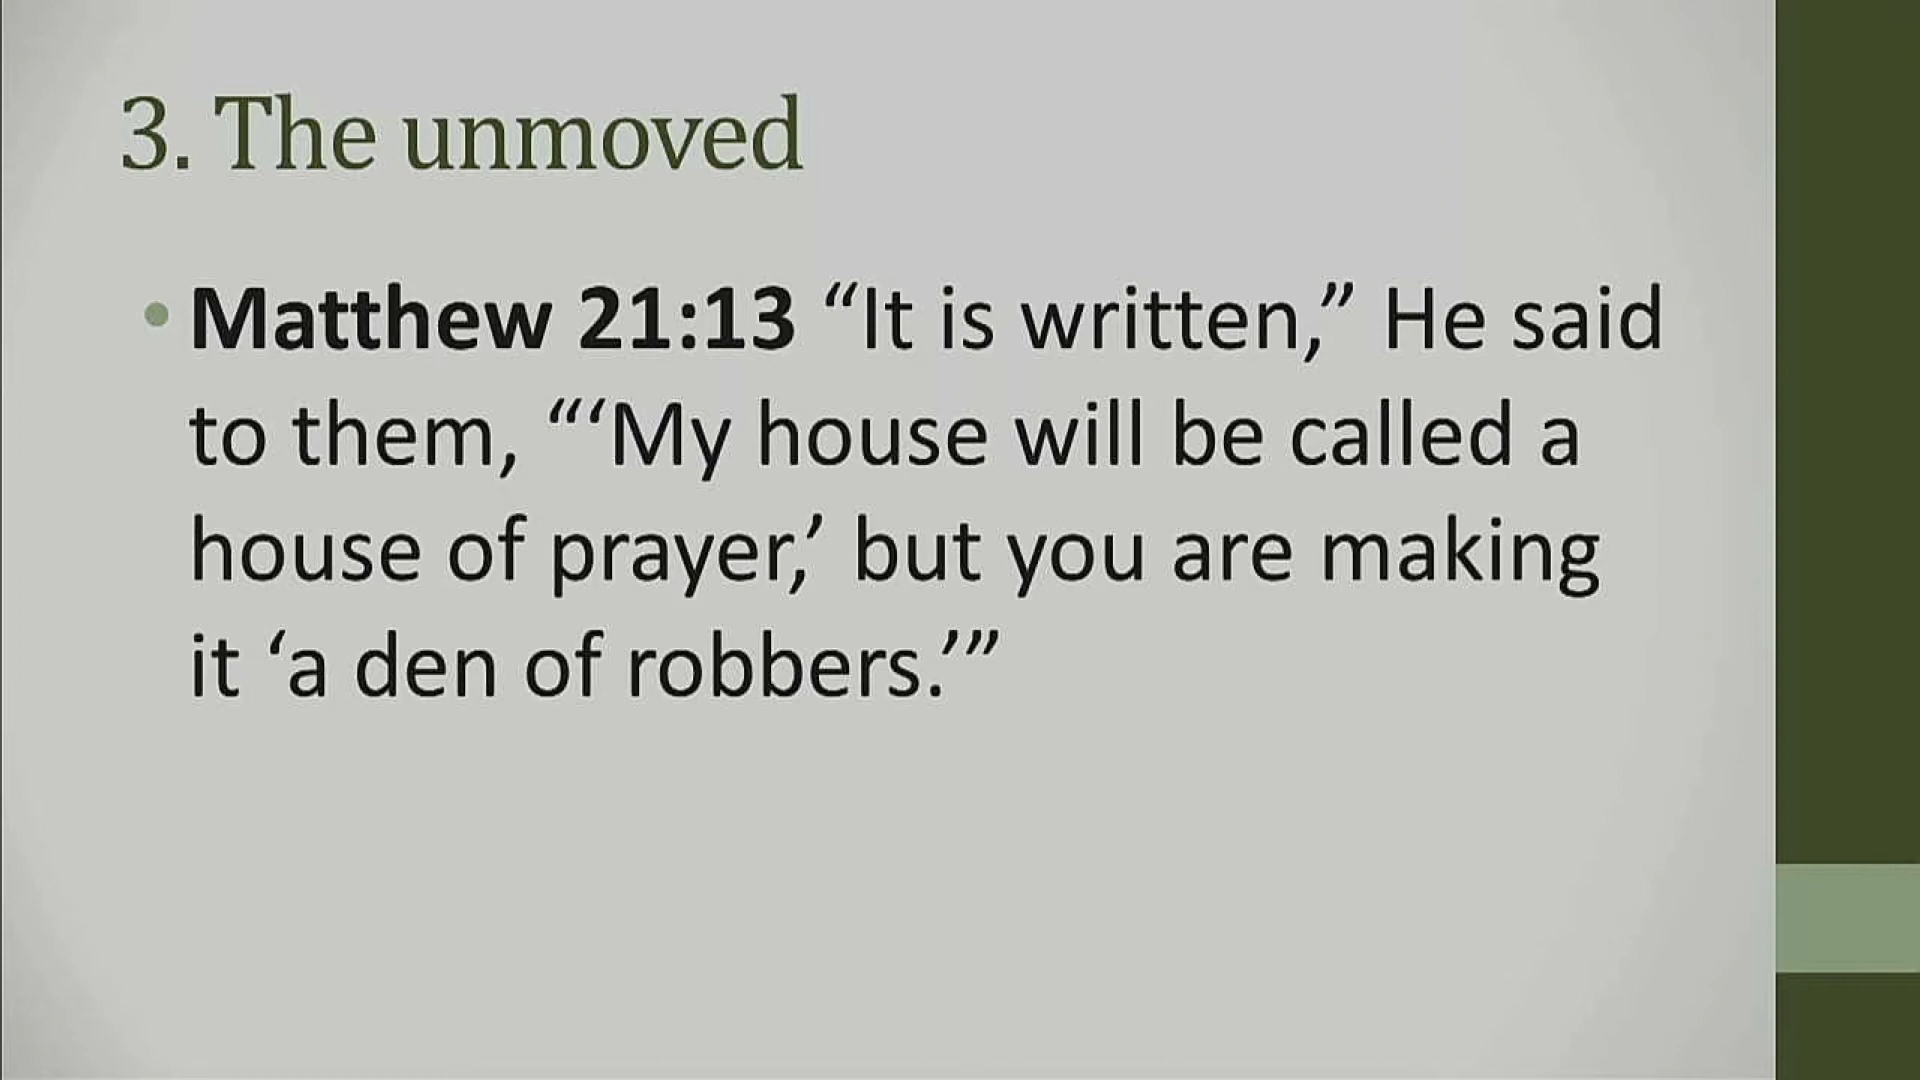 3. The unmoved
• Matthew 21:13 “It is written,” He said
to them, “‘My house will be called a
house of prayer,’ but you are making
it ‘a den of robbers.’”